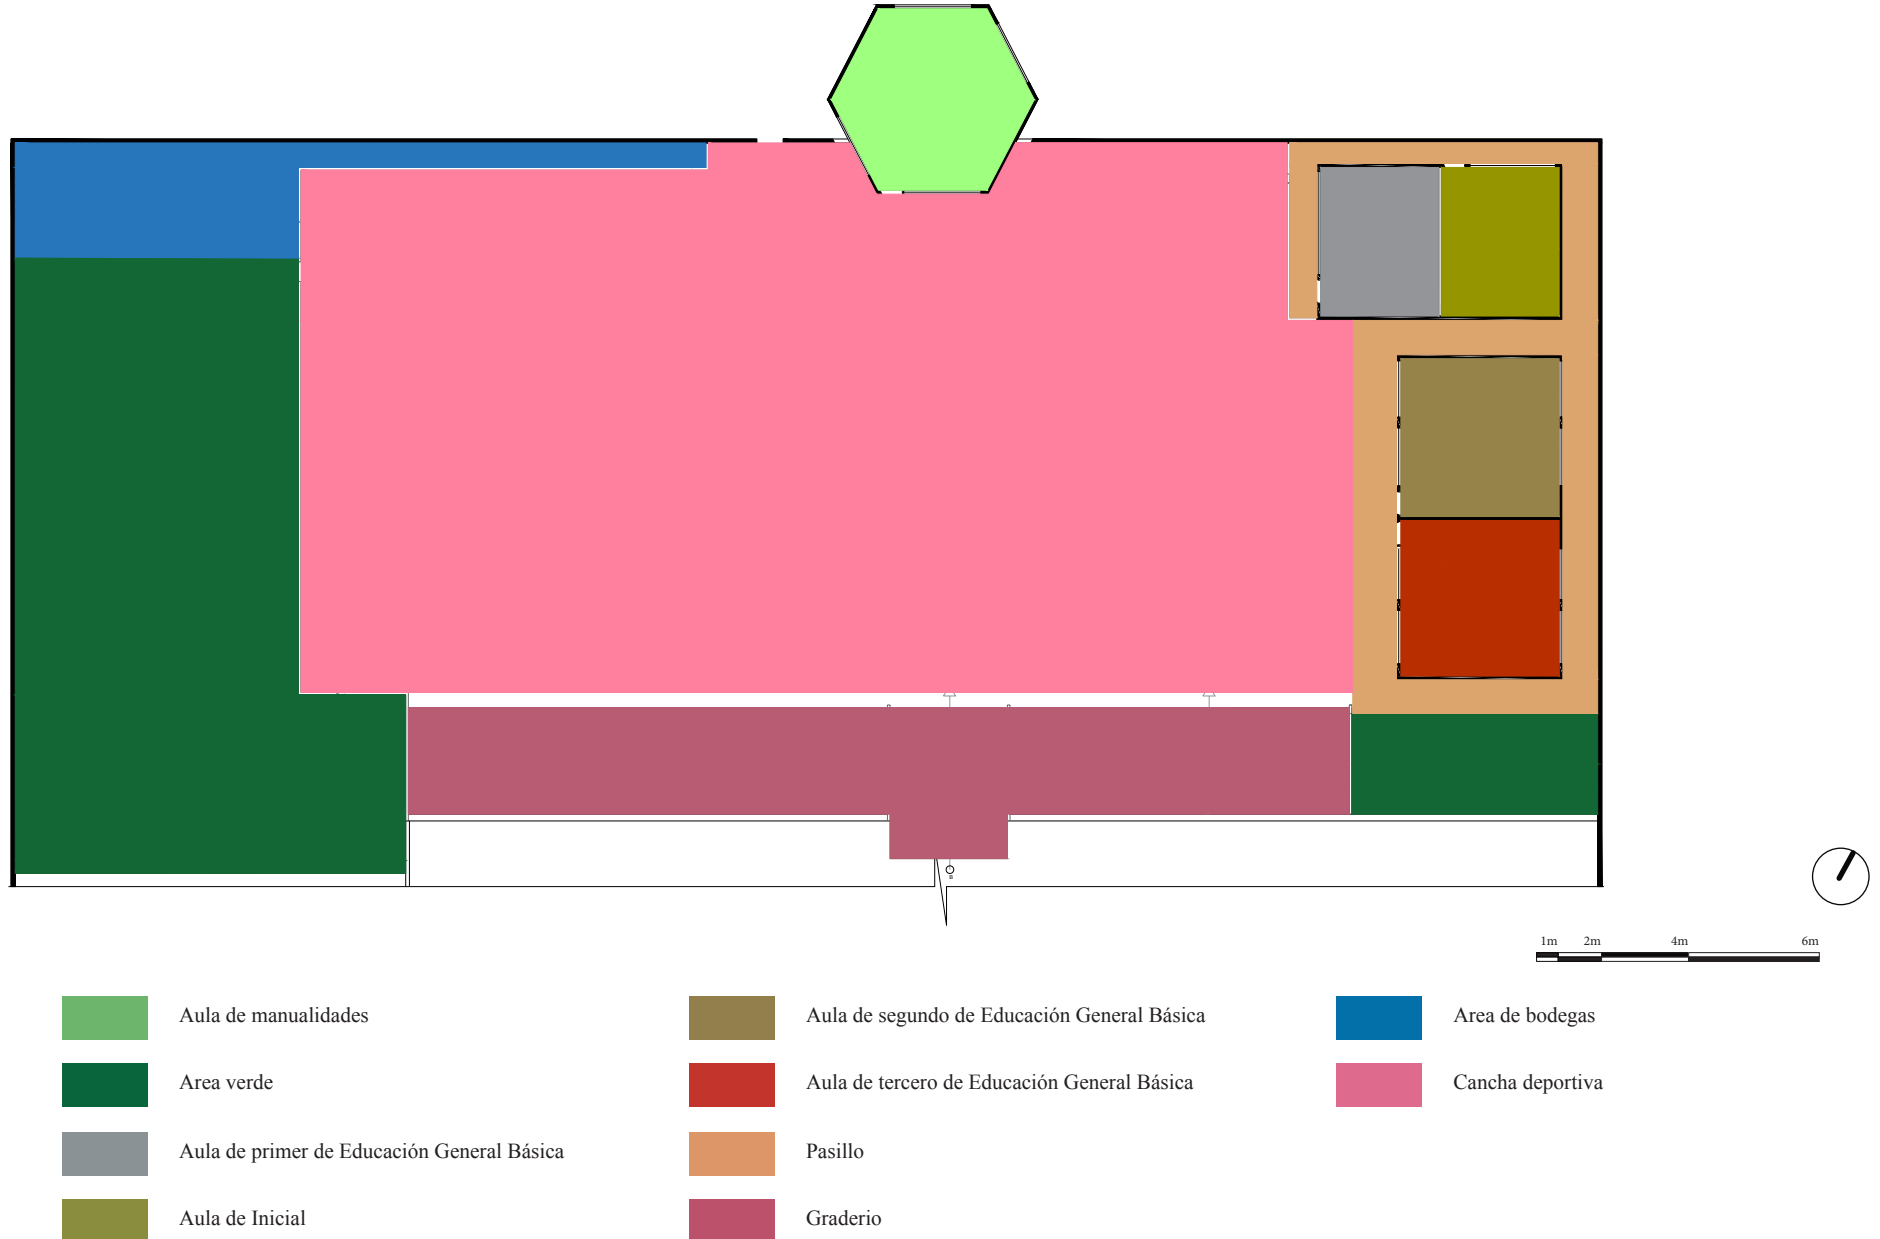 1m 2m 4m 6m
Aula de manualidades
Area verde
Aula de primer de Educación General Básica
Aula de Inicial
Aula de segundo de Educación General Básica
Aula de tercero de Educación General Básica
Pasillo
Graderio
Area de bodegas
Cancha deportiva